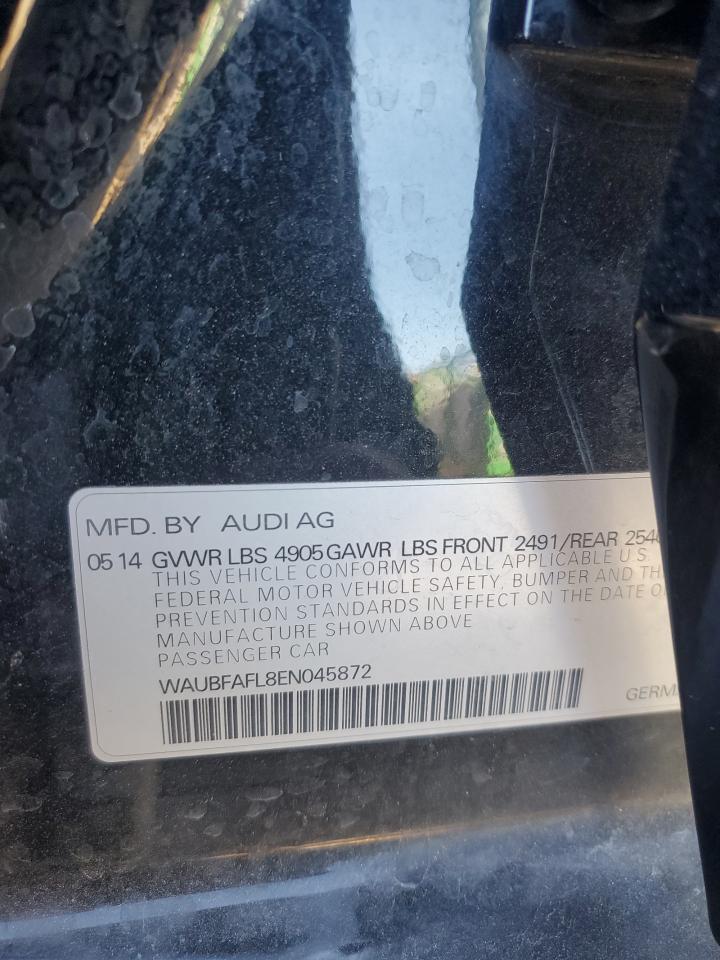 MFD. BY AUDI AG
05 14 GVWR LBS 4905 GAWR LBS FRONT 2491/REAR
THIS VEHICLE CONFORMS TO ALL APPLICABLE U.S.
FEDERAL MOTOR VEHICLE SAFETY, BUMPER AND
PREVENTION STANDARDS IN EFFECT ON THE DATE
MANUFACTURE SHOWN ABOVE
PASSENGER CAR
WAUBFAFL8EN045872